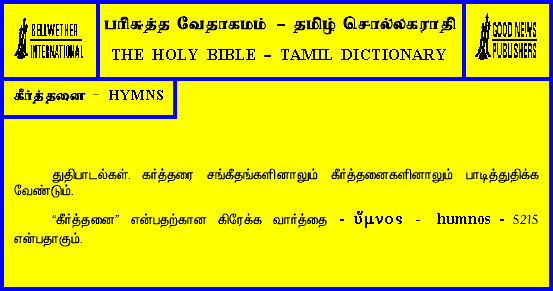 BELLWETHER
INTERNATIONAL
பரிசுத்த வேதாகமம் – தமிழ் சொல்லகராதி
THE HOLY BIBLE – TAMIL DICTIONARY
GOOD NEWS
PUBLISHERS
கீர்த்தனை - HYMNS
துதிபாடல்கள். கர்த்தரை சங்கீதங்களினாலும் கீர்த்தனைகளினாலும் பாடித்துதிக்க
வேண்டும்.
“கீர்த்தனை” என்பதற்கான கிரேக்க வார்த்தை - ὕμνος - humnos - 5215
என்பதாகும்.